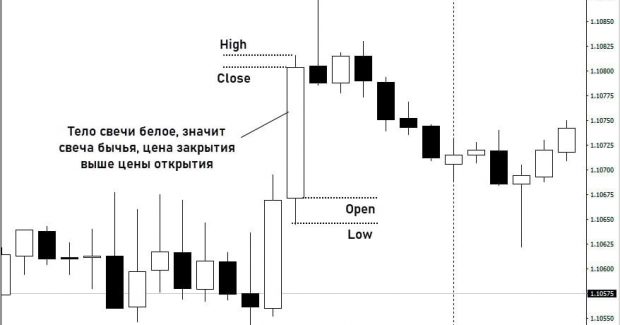 High
Close
Тело свечи белое, значит
свеча бычья, цена закрытия
выше цены открытия
Open
Low
1.10850
1.10825
1.10800
1.10775
1.10750
1.10720
1.10700
1.10675
1.10650
1.10625
1.10600
1.10575
1.10550